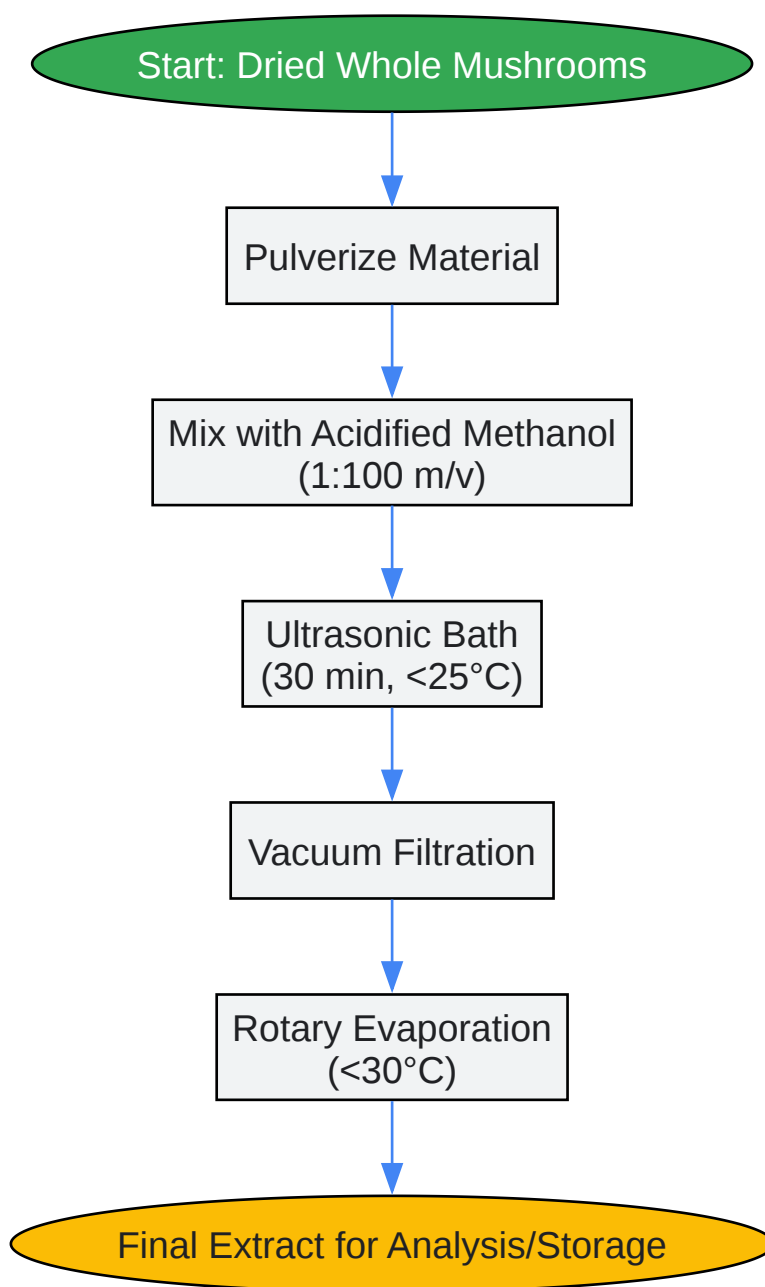 Start: Dried Whole Mushrooms
Pulverize Material
Mix with Acidified Methanol
(1:100 m/v)
Ultrasonic Bath
(30 min, <25°C)
Vacuum Filtration
Rotary Evaporation
(<30°C)
Final Extract for Analysis/Storage